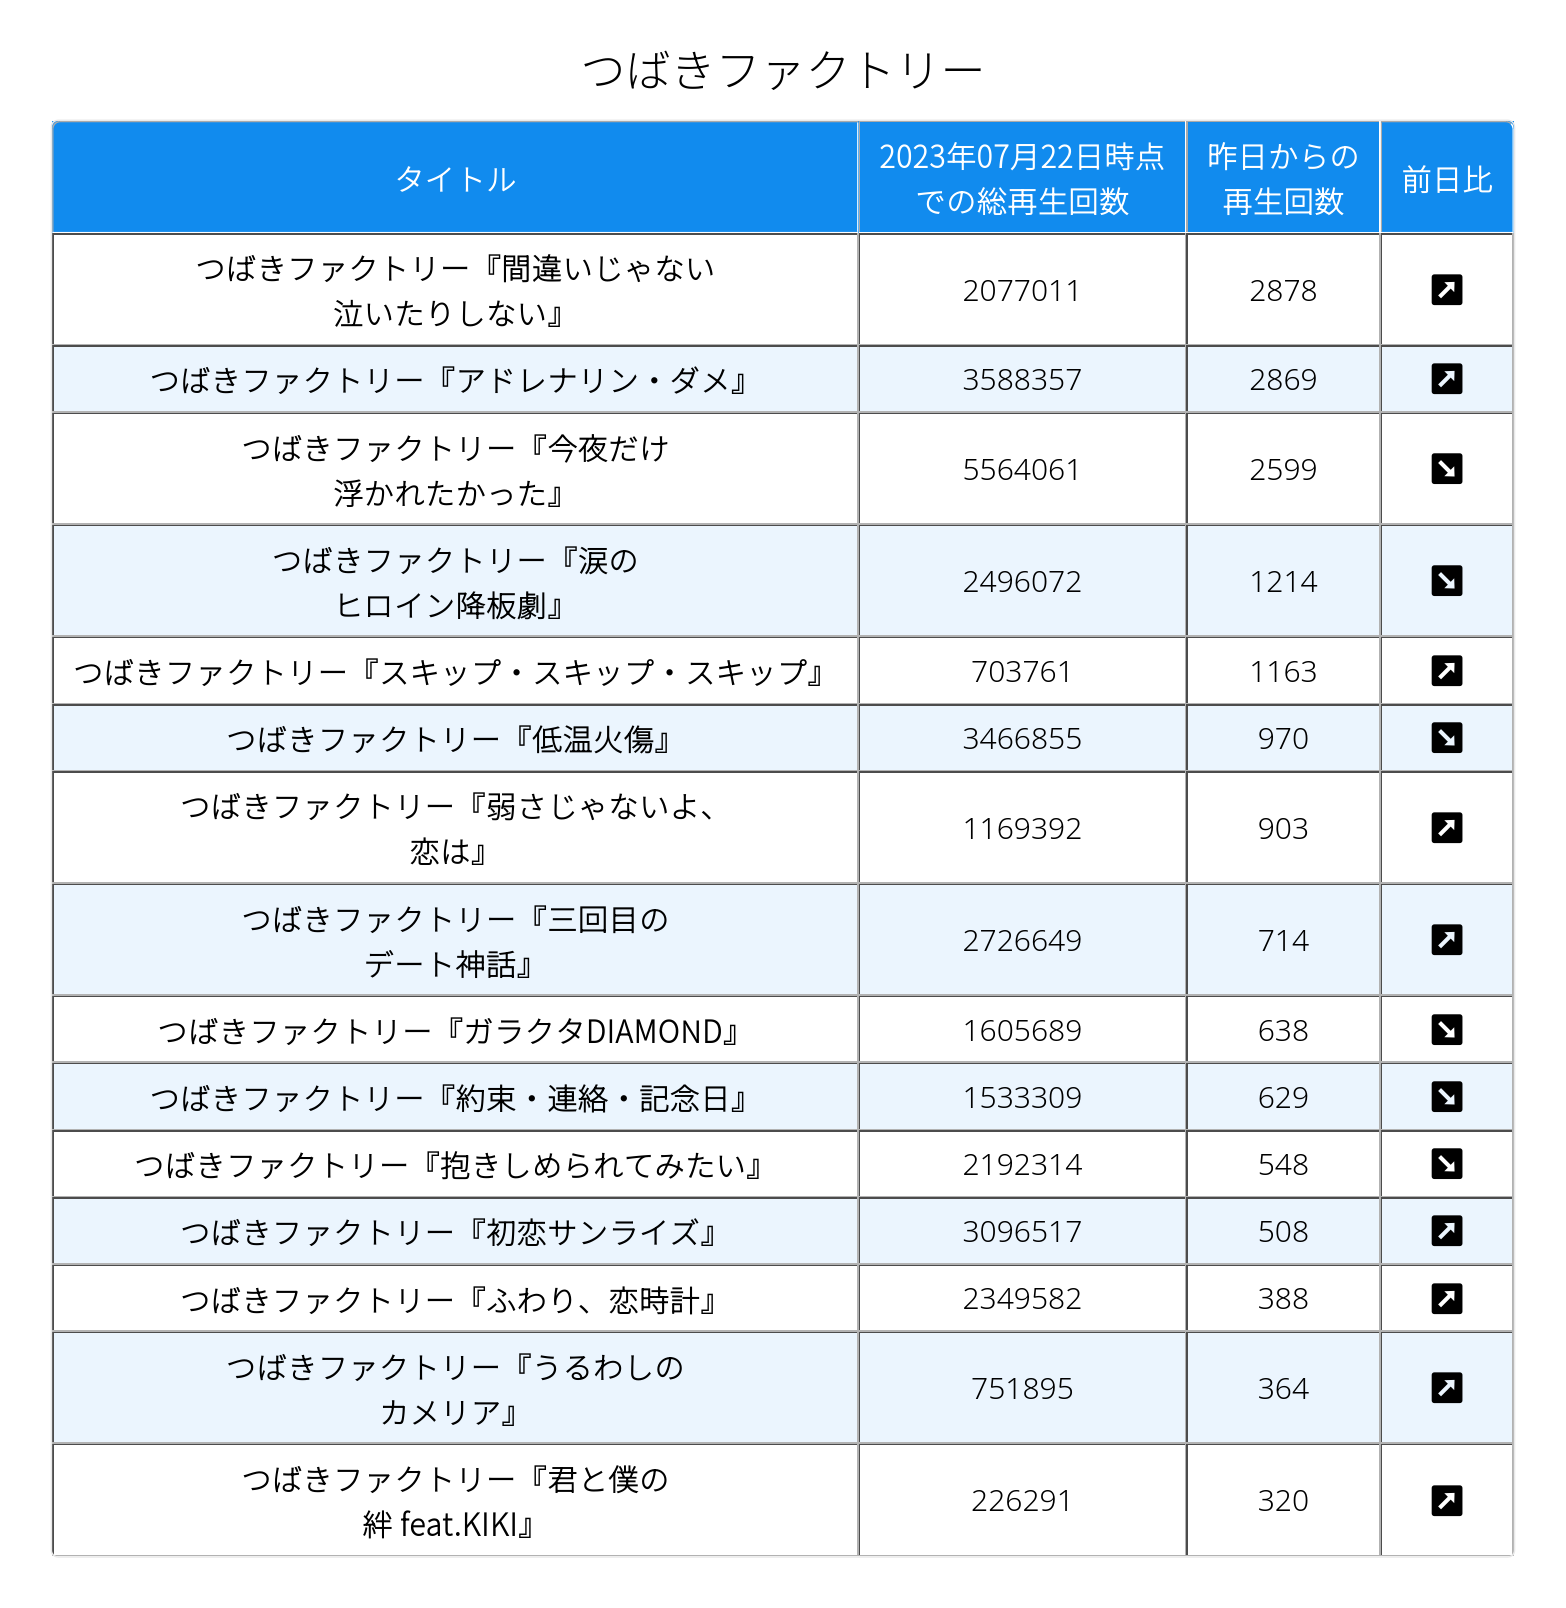 つばきファクトリー
タイトル
2023年07月22日時点
での総再生回数
昨日からの
再生回数
前日比
つばきファクトリー『間違いじゃない
泣いたりしない』
2077011
2878
つばきファクトリー『アドレナリン・ダメ』
3588357
2869
つばきファクトリー『今夜だけ
浮かれたかった』
5564061
2599
つばきファクトリー『涙の
ヒロイン降板劇』
2496072
1214
つばきファクトリー『スキップ・スキップ・スキップ』
703761
1163
つばきファクトリー『低温火傷』
3466855
970
つばきファクトリー『弱さじゃないよ、
恋は』
1169392
903
つばきファクトリー『三回目の
デート神話』
2726649
714
つばきファクトリー『ガラクタDIAMOND』
1605689
638
つばきファクトリー『約束・連絡・記念日』
1533309
629
つばきファクトリー『抱きしめられてみたい』
2192314
548
つばきファクトリー『初恋サンライズ』
3096517
508
つばきファクトリー『ふわり、恋時計』
2349582
388
つばきファクトリー『うるわしの
カメリア』
751895
364
つばきファクトリー『君と僕の
絆 feat.KIKI』
226291
320